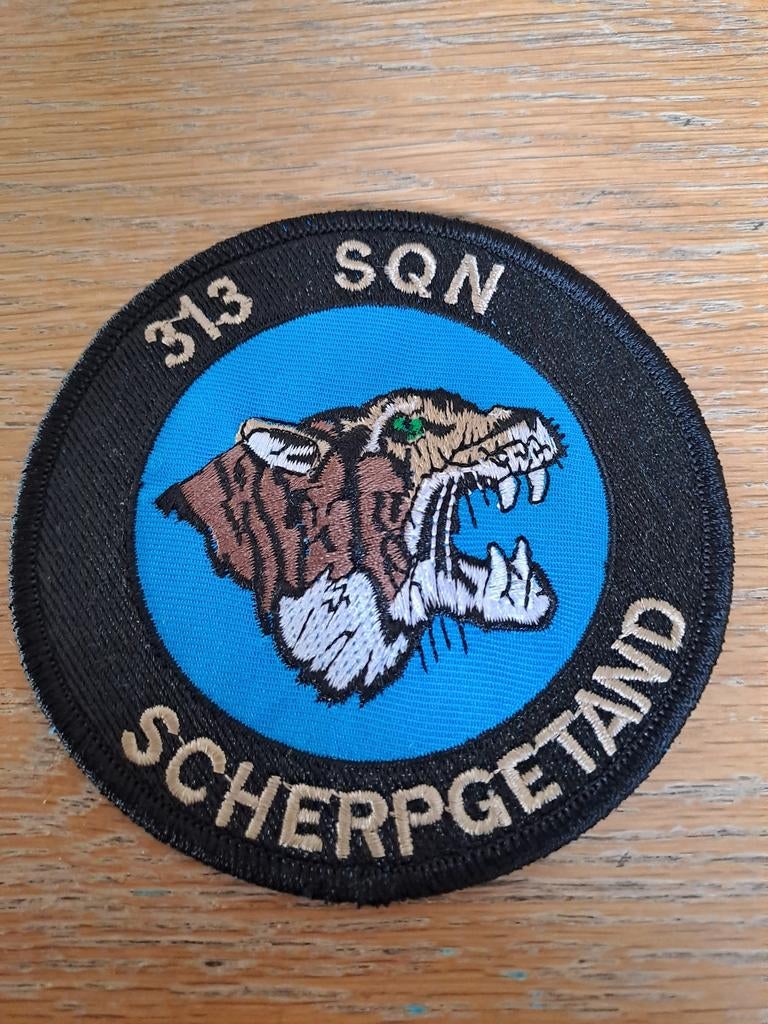 313 SQN
SCHERPGETAND